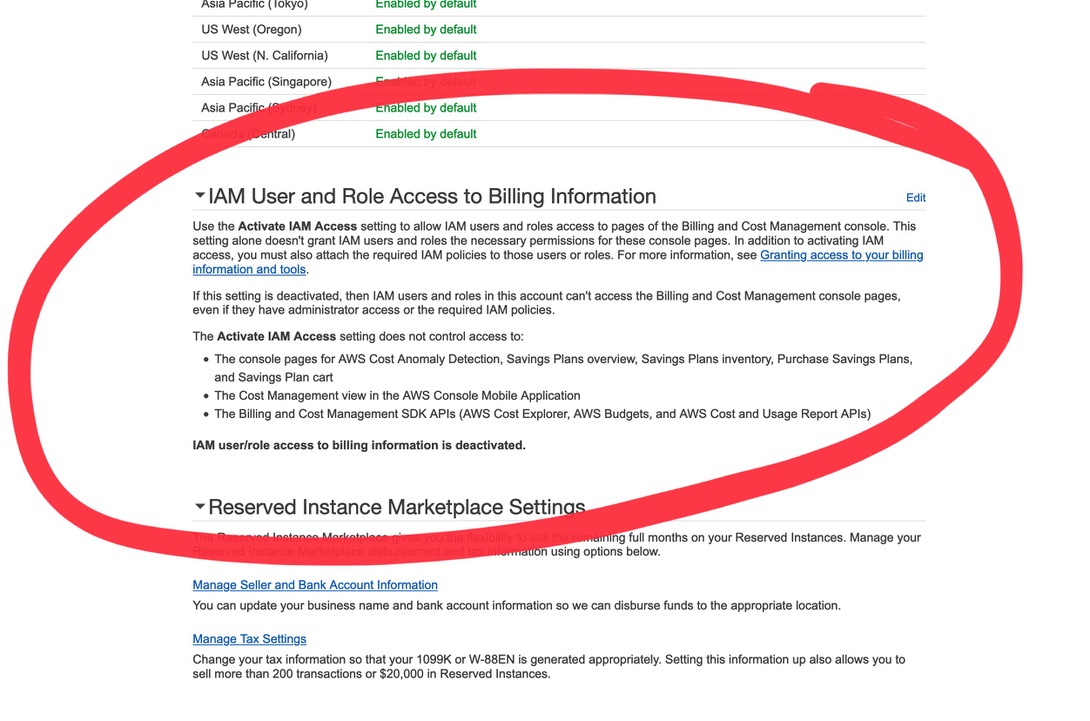 Asia Pacific (Tokyo) Enabled by default
US West (Oregon) Enabled by default
US West (N. California) Enabled by default
Asia Pacific (Singapore) Enabled by default
Asia Pacific (Sydney) Enabled by default
Canada (Central) Enabled by default
IAM User and Role Access to Billing Information Edit
Use the Activate IAM Access setting to allow IAM users and roles access to pages of the Billing and Cost Management console. This
setting alone doesn't grant IAM users and roles the necessary permissions for these console pages. In addition to activating IAM
access, you must also attach the required IAM policies to those users or roles. For more information, see Granting access to your billing
information and tools.
If this setting is deactivated, then IAM users and roles in this account can't access the Billing and Cost Management console pages,
even if they have administrator access or the required IAM policies.
The Activate IAM Access setting does not control access to:
• The console pages for AWS Cost Anomaly Detection, Savings Plans overview, Savings Plans inventory, Purchase Savings Plans,
and Savings Plan cart
• The Cost Management view in the AWS Console Mobile Application
• The Billing and Cost Management SDK APIs (AWS Cost Explorer, AWS Budgets, and AWS Cost and Usage Report APIs)
IAM user/role access to billing information is deactivated.
Reserved Instance Marketplace Settings
The Reserved Instance Marketplace gives you the flexibility to sell the remaining full months on your Reserved Instances. Manage your
Reserved Instance Marketplace disbursement and tax information using options below.
Manage Seller and Bank Account Information
You can update your business name and bank account information so we can disburse funds to the appropriate location.
Manage Tax Settings
Change your tax information so that your 1099K or W-88EN is generated appropriately. Setting this information up also allows you to
sell more than 200 transactions or $20,000 in Reserved Instances.